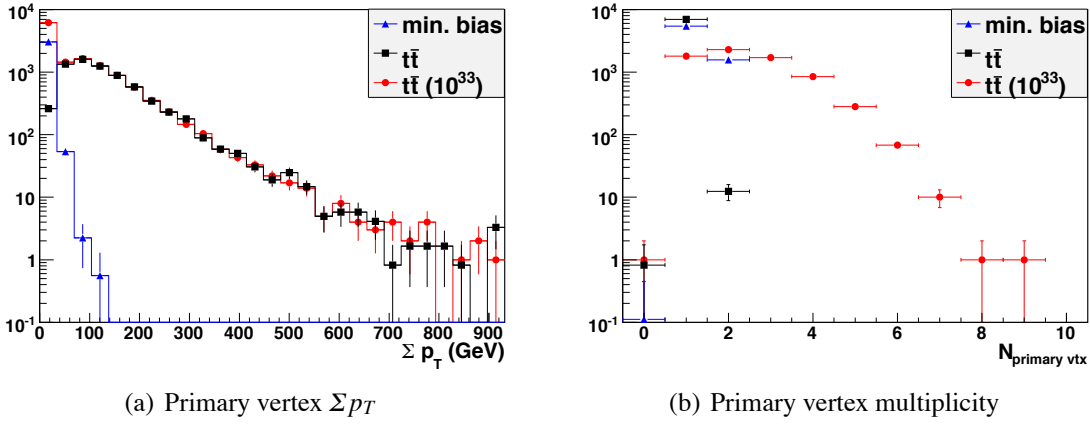 10⁴
10³
10²
10
1
10⁻¹
min. bias
tt̄
tt̄ (10³³)
0 100 200 300 400 500 600 700 800 900
Σ p_T (GeV)
(a) Primary vertex Σp_T
10⁴
10³
10²
10
1
10⁻¹
min. bias
tt̄
tt̄ (10³³)
0 2 4 6 8 10
N_primary vtx
(b) Primary vertex multiplicity